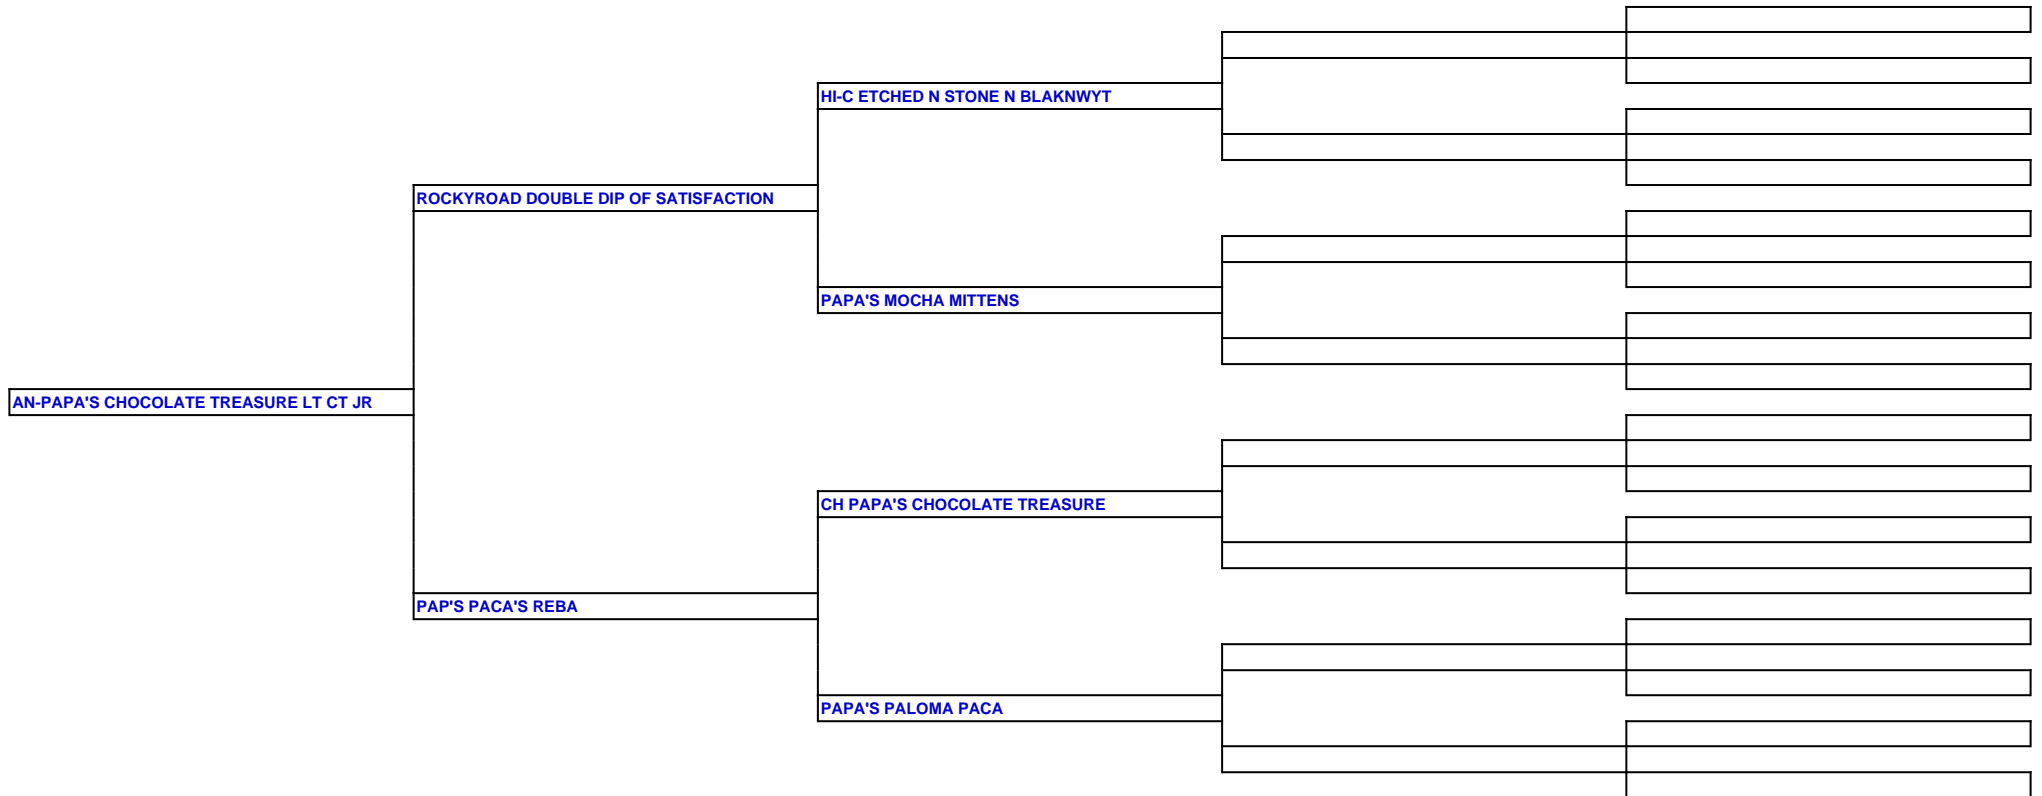 HI-C ETCHED N STONE N BLAKNWYT
ROCKYROAD DOUBLE DIP OF SATISFACTION
PAPA'S MOCHA MITTENS
AN-PAPA'S CHOCOLATE TREASURE LT CT JR
CH PAPA'S CHOCOLATE TREASURE
PAP'S PACA'S REBA
PAPA'S PALOMA PACA